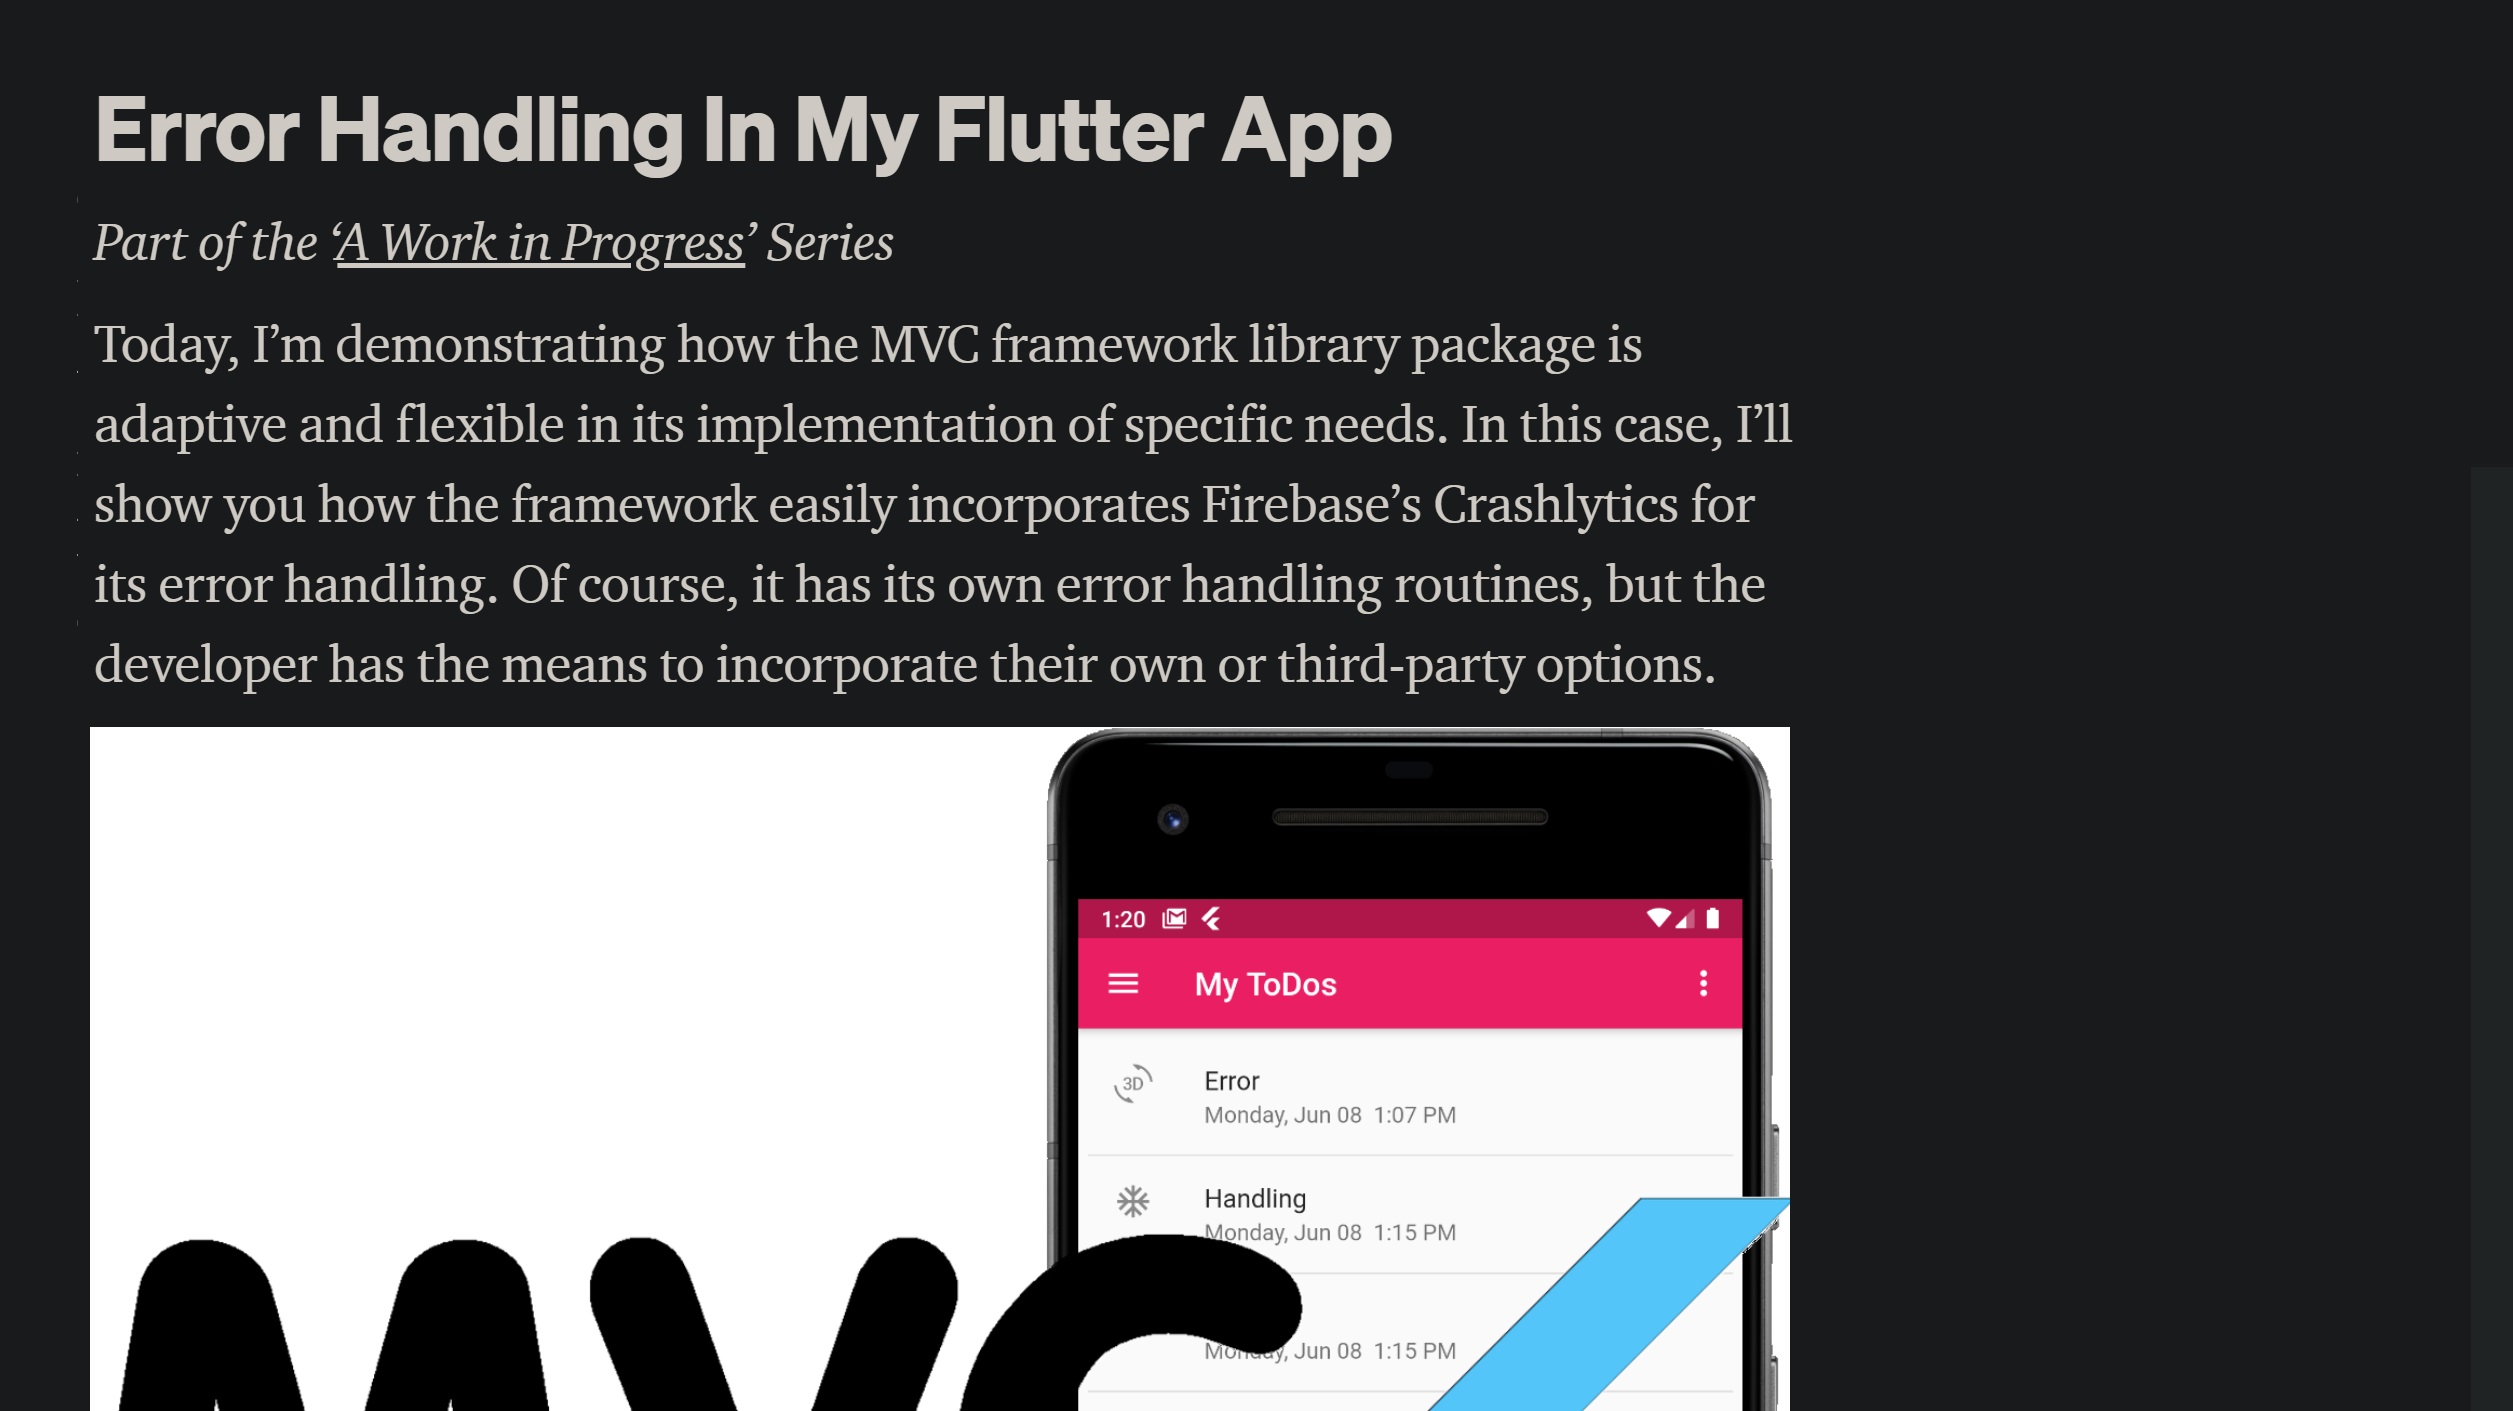 Error Handling In My Flutter App
Part of the ‘A Work in Progress’ Series
Today, I’m demonstrating how the MVC framework library package is
adaptive and flexible in its implementation of specific needs. In this case, I’ll
show you how the framework easily incorporates Firebase’s Crashlytics for
its error handling. Of course, it has its own error handling routines, but the
developer has the means to incorporate their own or third-party options.
1:20
My ToDos
3D
Error
Monday, Jun 08 1:07 PM
Handling
Monday, Jun 08 1:15 PM
Monday, Jun 08 1:15 PM
MVC